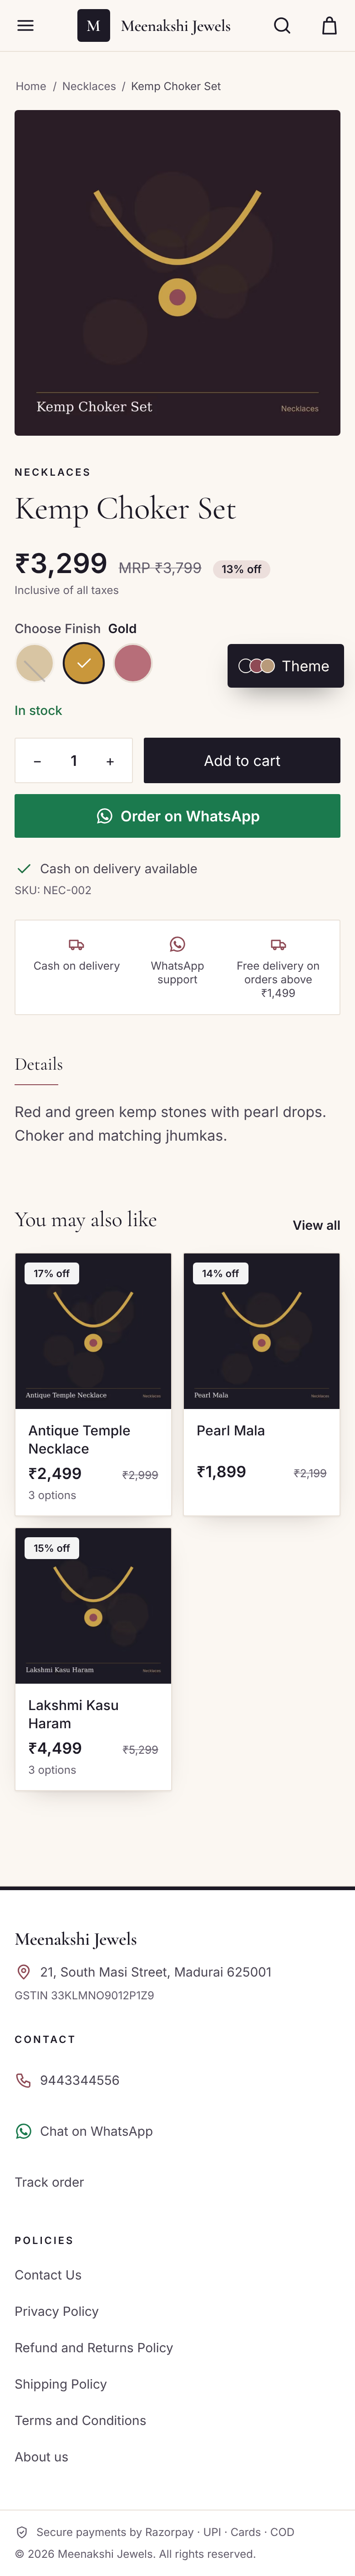 M Meenakshi Jewels
Home / Necklaces / Kemp Choker Set
Kemp Choker Set
Necklaces
NECKLACES
Kemp Choker Set
₹3,299 MRP ₹3,799 13% off
Inclusive of all taxes
Choose Finish Gold
Theme
In stock
− 1 + Add to cart
Order on WhatsApp
Cash on delivery available
SKU: NEC-002
Cash on delivery
WhatsApp
support
Free delivery on
orders above
₹1,499
Details
Red and green kemp stones with pearl drops.
Choker and matching jhumkas.
You may also like View all
17% off
Antique Temple Necklace Necklaces
Antique Temple
Necklace
₹2,499 ₹2,999
3 options
14% off
Pearl Mala Necklaces
Pearl Mala
₹1,899 ₹2,199
15% off
Lakshmi Kasu Haram Necklaces
Lakshmi Kasu
Haram
₹4,499 ₹5,299
3 options
Meenakshi Jewels
21, South Masi Street, Madurai 625001
GSTIN 33KLMNO9012P1Z9
CONTACT
9443344556
Chat on WhatsApp
Track order
POLICIES
Contact Us
Privacy Policy
Refund and Returns Policy
Shipping Policy
Terms and Conditions
About us
Secure payments by Razorpay · UPI · Cards · COD
© 2026 Meenakshi Jewels. All rights reserved.